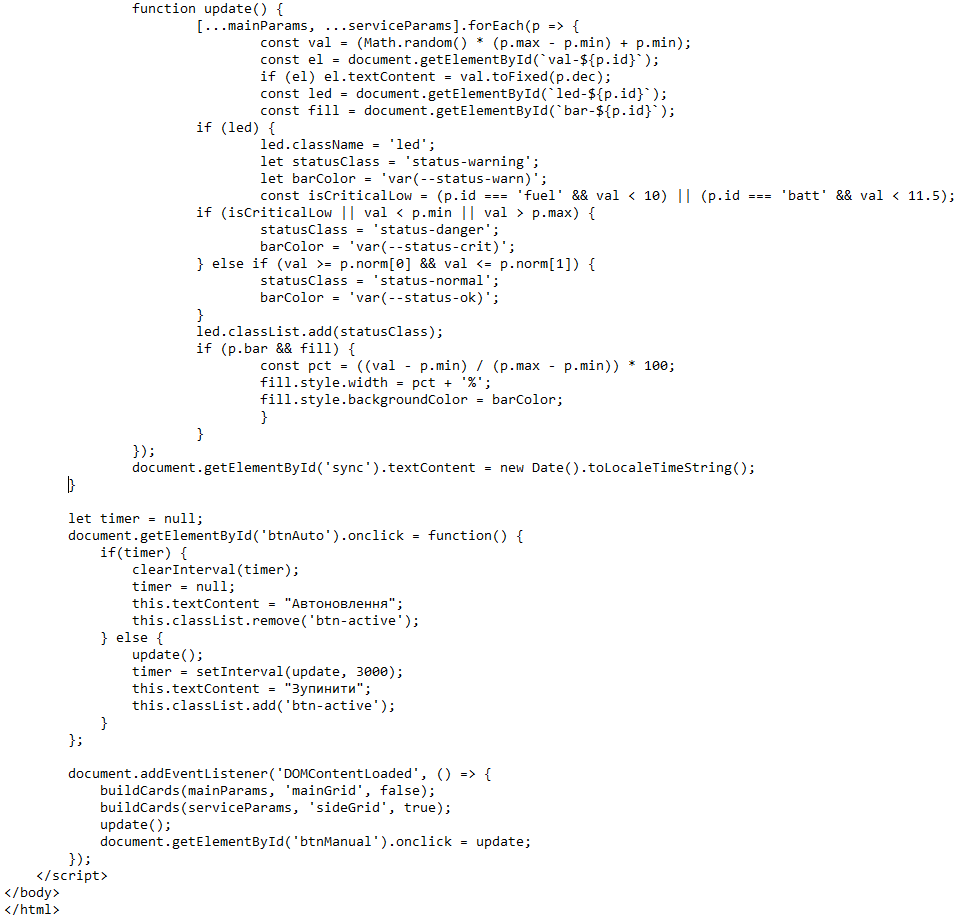 function update() {
[...mainParams, ...serviceParams].forEach(p => {
const val = (Math.random() * (p.max - p.min) + p.min);
const el = document.getElementById(`val-${p.id}`);
if (el) el.textContent = val.toFixed(p.dec);
const led = document.getElementById(`led-${p.id}`);
const fill = document.getElementById(`bar-${p.id}`);
if (led) {
led.className = 'led';
let statusClass = 'status-warning';
let barColor = 'var(--status-warn)';
const isCriticalLow = (p.id === 'fuel' && val < 10) || (p.id === 'batt' && val < 11.5);
if (isCriticalLow || val < p.min || val > p.max) {
statusClass = 'status-danger';
barColor = 'var(--status-crit)';
} else if (val >= p.norm[0] && val <= p.norm[1]) {
statusClass = 'status-normal';
barColor = 'var(--status-ok)';
}
led.classList.add(statusClass);
if (p.bar && fill) {
const pct = ((val - p.min) / (p.max - p.min)) * 100;
fill.style.width = pct + '%';
fill.style.backgroundColor = barColor;
}
}
});
document.getElementById('sync').textContent = new Date().toLocaleTimeString();
}
let timer = null;
document.getElementById('btnAuto').onclick = function() {
if(timer) {
clearInterval(timer);
timer = null;
this.textContent = "Автоновлення";
this.classList.remove('btn-active');
} else {
update();
timer = setInterval(update, 3000);
this.textContent = "Зупинити";
this.classList.add('btn-active');
}
};
document.addEventListener('DOMContentLoaded', () => {
buildCards(mainParams, 'mainGrid', false);
buildCards(serviceParams, 'sideGrid', true);
update();
document.getElementById('btnManual').onclick = update;
});
</script>
</body>
</html>